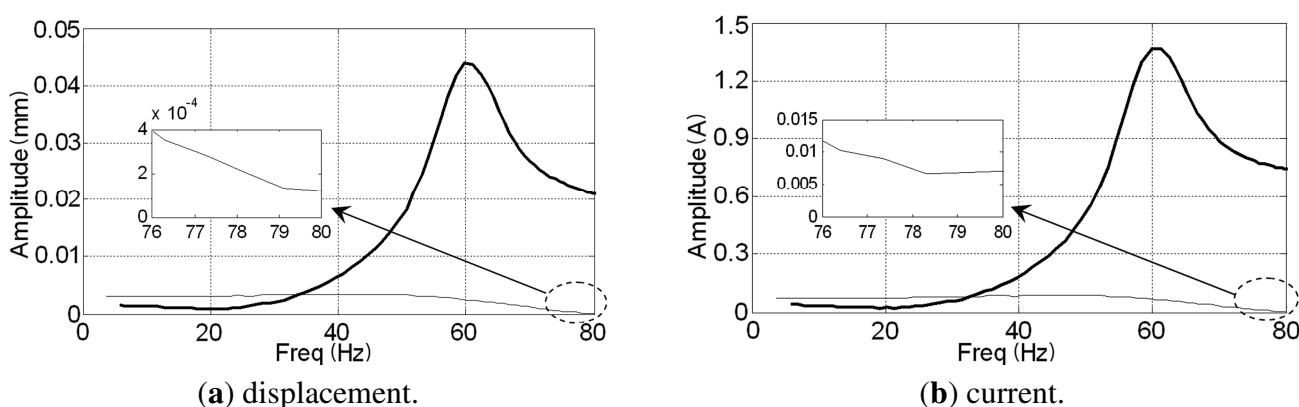 0.05
0.04
0.03
0.02
0.01
0
Amplitude (mm)
0 20 40 60 80
Freq (Hz)
x 10⁻⁴
4
2
0
76 77 78 79 80
(a) displacement.
1.5
1.2
0.9
0.6
0.3
0
Amplitude (A)
0 20 40 60 80
Freq (Hz)
0.015
0.01
0.005
0
76 77 78 79 80
(b) current.